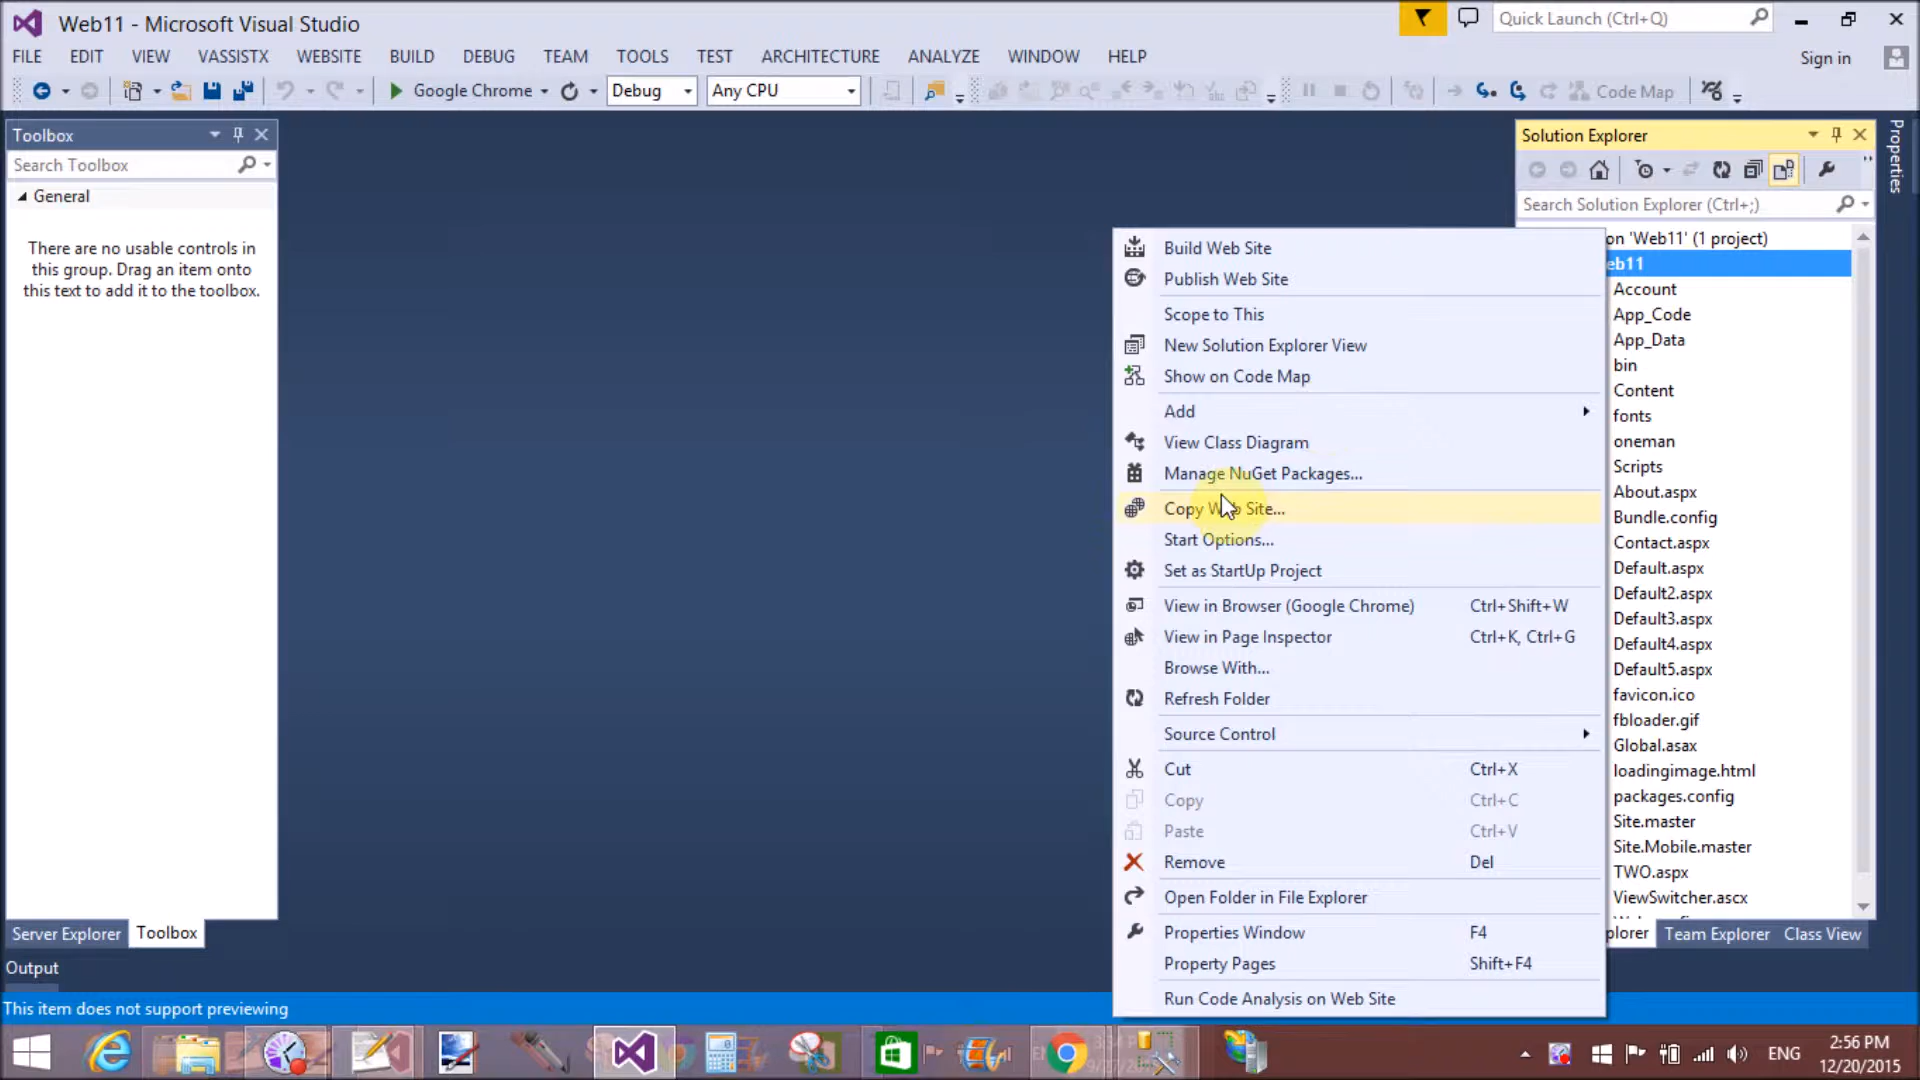 Web11 - Microsoft Visual Studio
Quick Launch (Ctrl+Q)
FILE EDIT VIEW VASSISTX WEBSITE BUILD DEBUG TEAM TOOLS TEST ARCHITECTURE ANALYZE WINDOW HELP
Sign in
Google Chrome Debug Any CPU Code Map
Toolbox
Search Toolbox
General
There are no usable controls in
this group. Drag an item onto
this text to add it to the toolbox.
Server Explorer Toolbox
Output
This item does not support previewing
Build Web Site
Publish Web Site
Scope to This
New Solution Explorer View
Show on Code Map
Add
View Class Diagram
Manage NuGet Packages...
Copy Web Site...
Start Options...
Set as StartUp Project
View in Browser (Google Chrome) Ctrl+Shift+W
View in Page Inspector Ctrl+K, Ctrl+G
Browse With...
Refresh Folder
Source Control
Cut Ctrl+X
Copy Ctrl+C
Paste Ctrl+V
Remove Del
Open Folder in File Explorer
Properties Window F4
Property Pages Shift+F4
Run Code Analysis on Web Site
Solution Explorer
Search Solution Explorer (Ctrl+;)
on 'Web11' (1 project)
eb11
Account
App_Code
App_Data
bin
Content
fonts
oneman
Scripts
About.aspx
Bundle.config
Contact.aspx
Default.aspx
Default2.aspx
Default3.aspx
Default4.aspx
Default5.aspx
favicon.ico
fbloader.gif
Global.asax
loadingimage.html
packages.config
Site.master
Site.Mobile.master
TWO.aspx
ViewSwitcher.ascx
plorer Team Explorer Class View
Properties
ENG
2:56 PM
12/20/2015